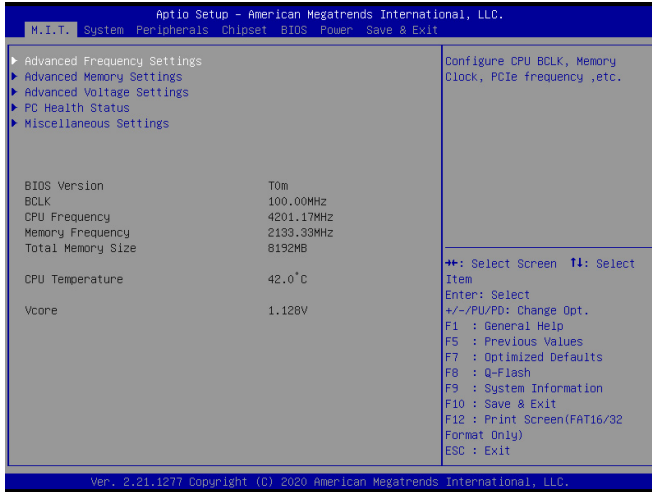 Aptio Setup – American Megatrends International, LLC.
M.I.T. System Peripherals Chipset BIOS Power Save & Exit
Advanced Frequency Settings
Advanced Memory Settings
Advanced Voltage Settings
PC Health Status
Miscellaneous Settings
BIOS Version T0m
BCLK 100.00MHz
CPU Frequency 4201.17MHz
Memory Frequency 2133.33MHz
Total Memory Size 8192MB
CPU Temperature 42.0°C
Vcore 1.128V
Configure CPU BCLK, Memory
Clock, PCIe frequency ,etc.
→←: Select Screen ↑↓: Select
Item
Enter: Select
+/-/PU/PD: Change Opt.
F1 : General Help
F5 : Previous Values
F7 : Optimized Defaults
F8 : Q-Flash
F9 : System Information
F10 : Save & Exit
F12 : Print Screen(FAT16/32
Format Only)
ESC : Exit
Ver. 2.21.1277 Copyright (C) 2020 American Megatrends International, LLC.